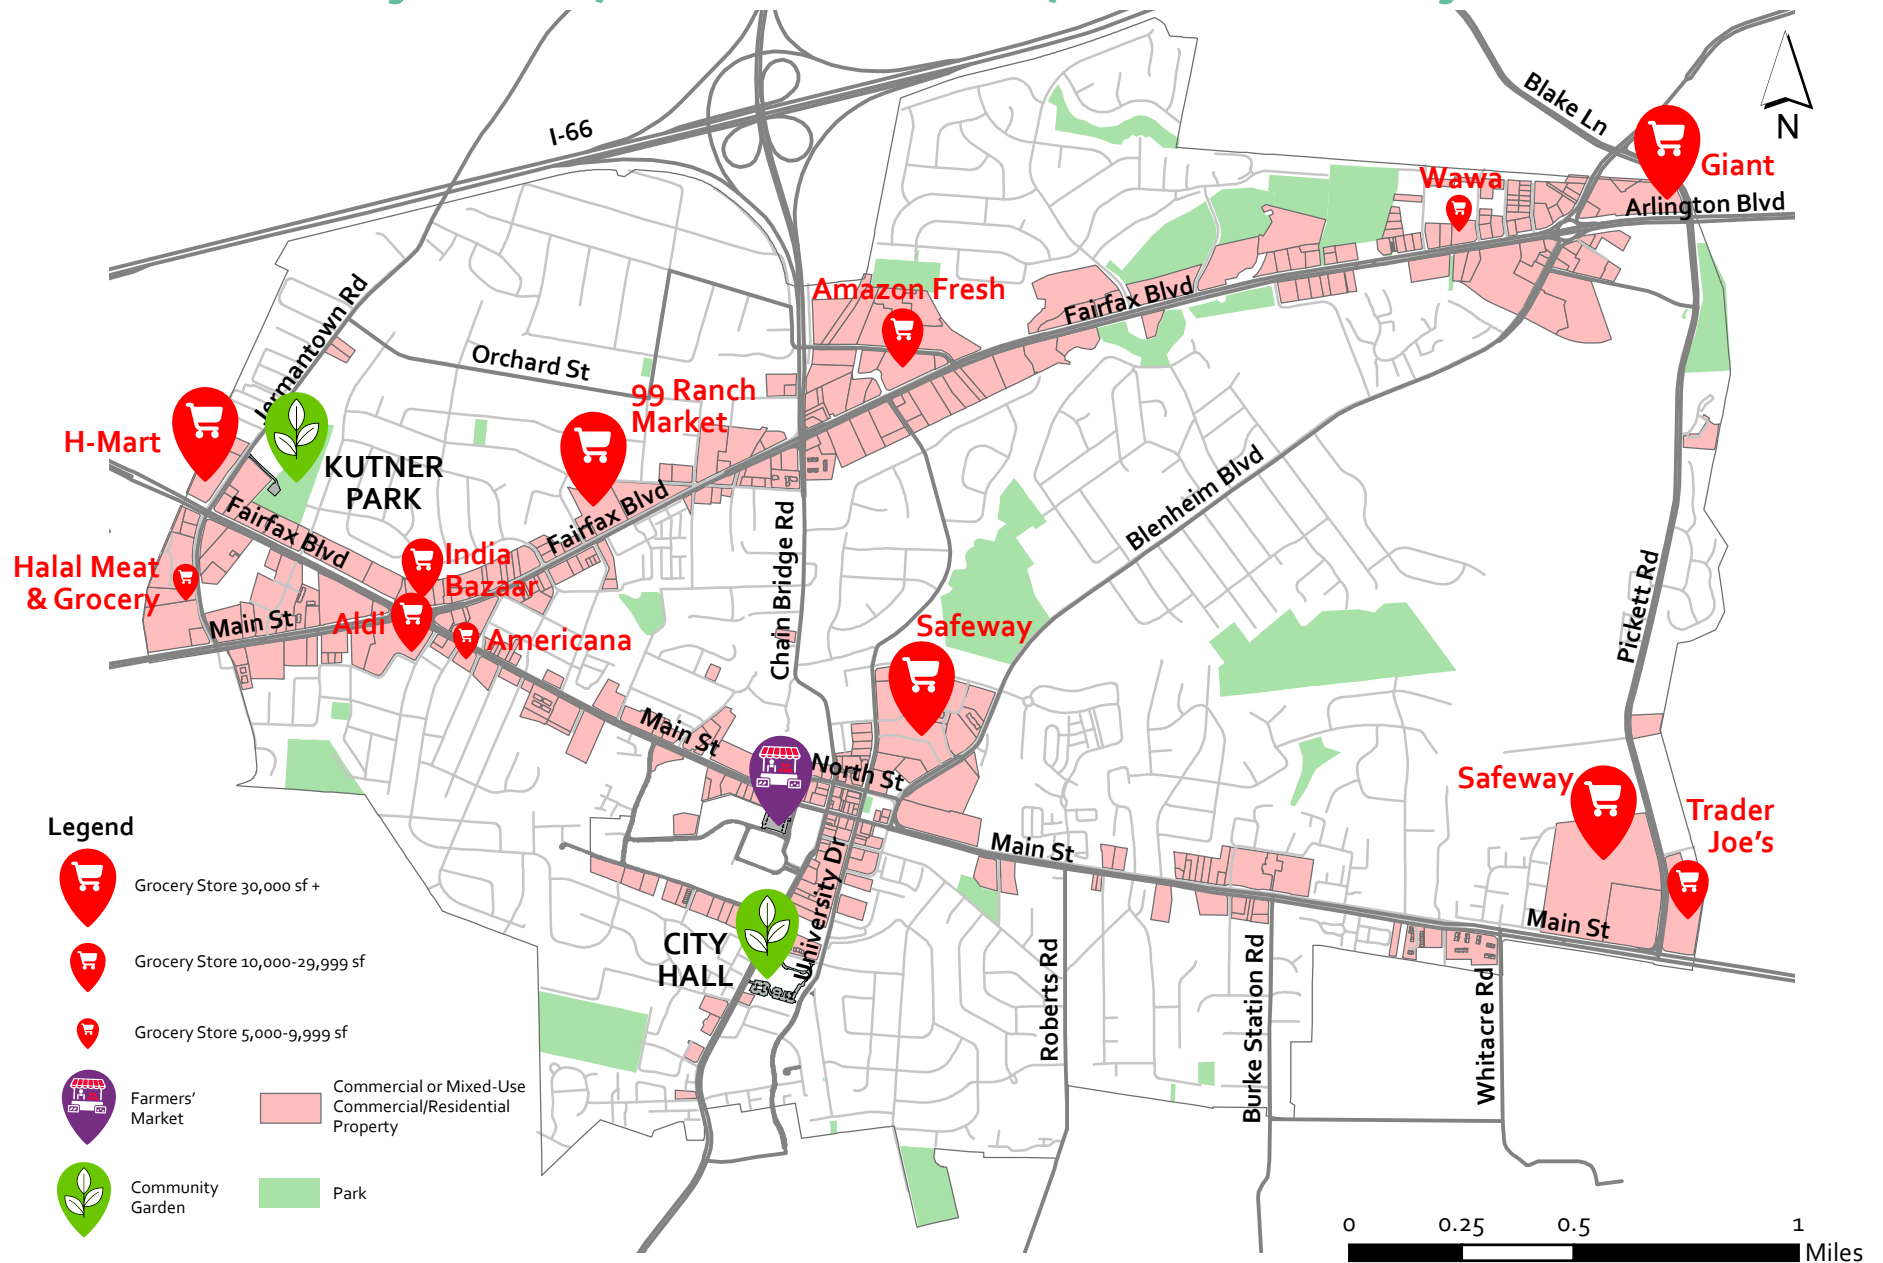 I-66
Blake Ln
N
Giant
Wawa
Arlington Blvd
Jermantown Rd
Amazon Fresh
Fairfax Blvd
Orchard St
99 Ranch
Market
H-Mart
KUTNER
PARK
Fairfax Blvd
Fairfax Blvd
Chain Bridge Rd
Blenheim Blvd
Pickett Rd
India
Bazaar
Halal Meat
& Grocery
Main St
Aldi
Americana
Safeway
Main St
North St
Safeway
Trader
Joe's
Main St
Main St
University Dr
CITY
HALL
Roberts Rd
Burke Station Rd
Whitacre Rd
Legend
Grocery Store 30,000 sf +
Grocery Store 10,000-29,999 sf
Grocery Store 5,000-9,999 sf
Farmers'
Market
Commercial or Mixed-Use
Commercial/Residential
Property
Community
Garden
Park
0 0.25 0.5 1
Miles